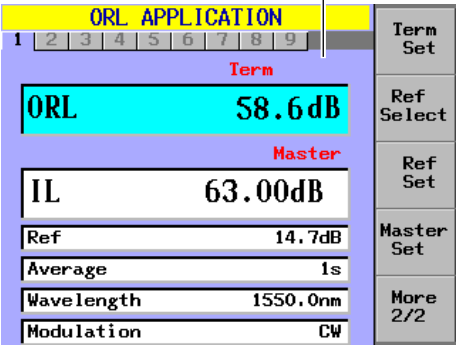 ORL APPLICATION
1 2 3 4 5 6 7 8 9
Term
ORL 58.6dB
Master
IL 63.00dB
Ref 14.7dB
Average 1s
Wavelength 1550.0nm
Modulation CW
Term
Set
Ref
Select
Ref
Set
Master
Set
More
2/2